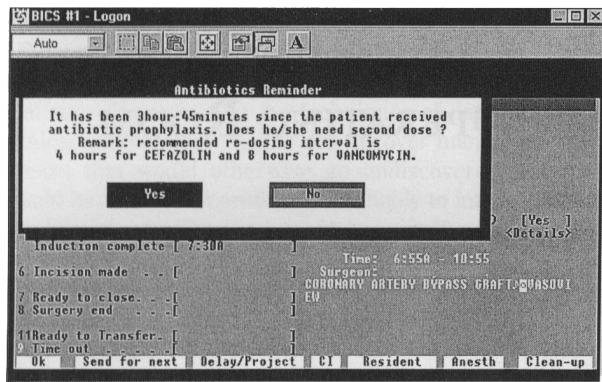 BICS #1 - Logon
Auto
A
Antibiotics Reminder
It has been 3hour:45minutes since the patient received
antibiotic prophylaxis. Does he/she need second dose ?
Remark: recommended re-dosing interval is
4 hours for CEFAZOLIN and 8 hours for VANCOMYCIN.
Yes No
[Yes ]
<Details>
Induction complete [ 7:30A ]
Time: 6:55A - 10:55
6 Incision made . . [ ] Surgeon:
CORONARY ARTERY BYPASS GRAFT
7 Ready to close. . .[ ] EW
8 Surgery end . . .[ ]
11Ready to Transfer. [ ]
9 Time out . . . . .[ ]
Ok Send for next Delay/Project CI Resident Anesth Clean-up